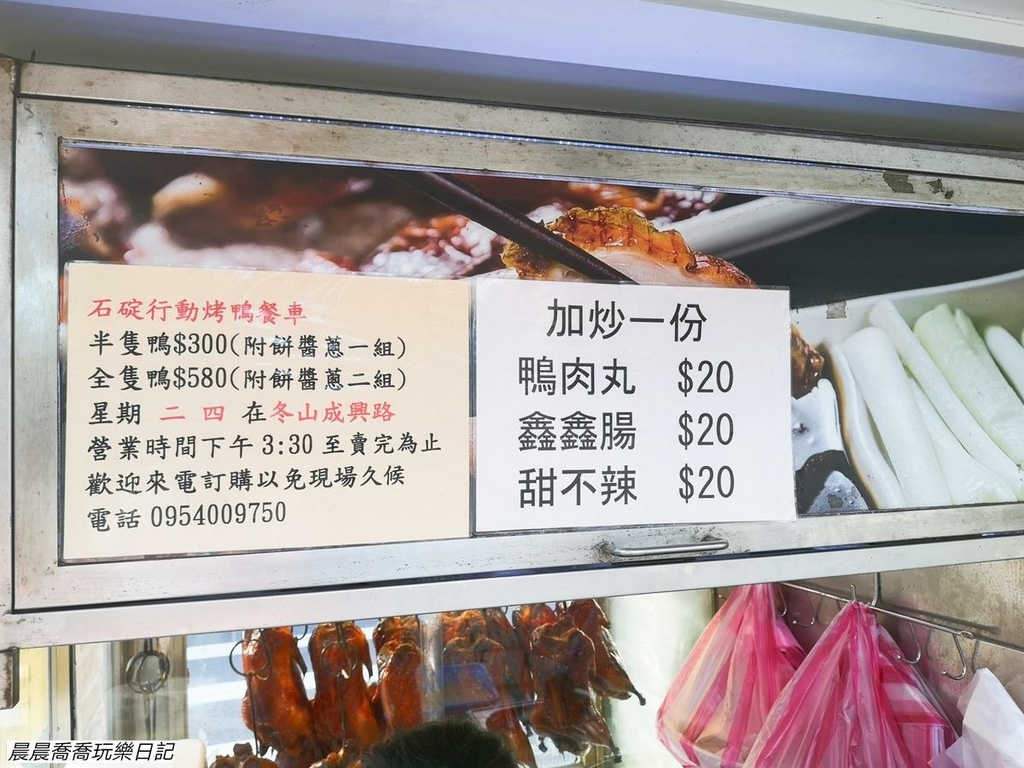 石碇行動烤鴨餐車
半隻鴨$300(附餅醬蔥一組)
全隻鴨$580(附餅醬蔥二組)
星期 二 四 在冬山成興路
營業時間下午 3:30 至賣完為止
歡迎來電訂購以免現場久候
電話 0954009750
加炒一份
鴨肉丸 $20
鑫鑫腸 $20
甜不辣 $20
晨晨喬喬玩樂日記